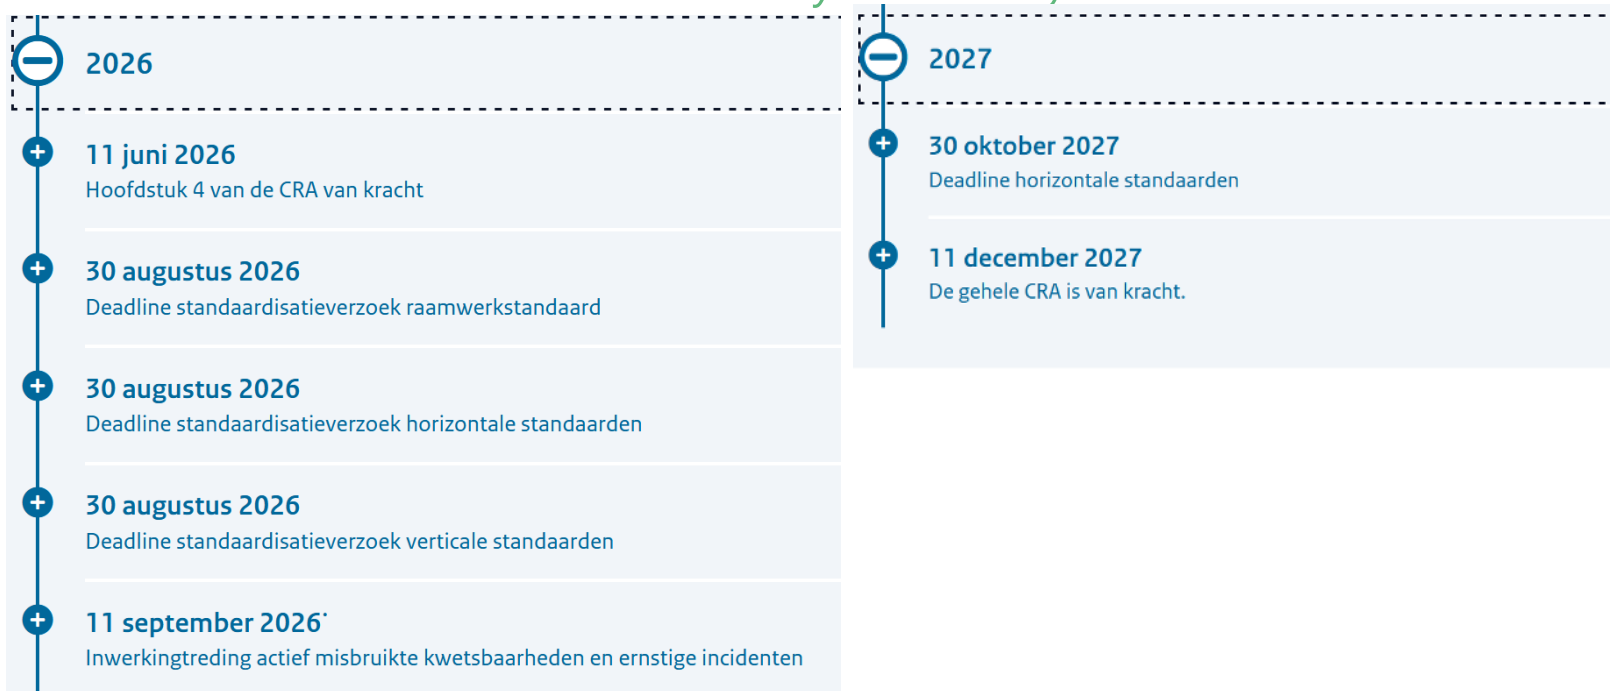 2026
11 juni 2026
Hoofdstuk 4 van de CRA van kracht
30 augustus 2026
Deadline standaardisatieverzoek raamwerkstandaard
30 augustus 2026
Deadline standaardisatieverzoek horizontale standaarden
30 augustus 2026
Deadline standaardisatieverzoek verticale standaarden
11 september 2026*
Inwerkingtreding actief misbruikte kwetsbaarheden en ernstige incidenten
2027
30 oktober 2027
Deadline horizontale standaarden
11 december 2027
De gehele CRA is van kracht.